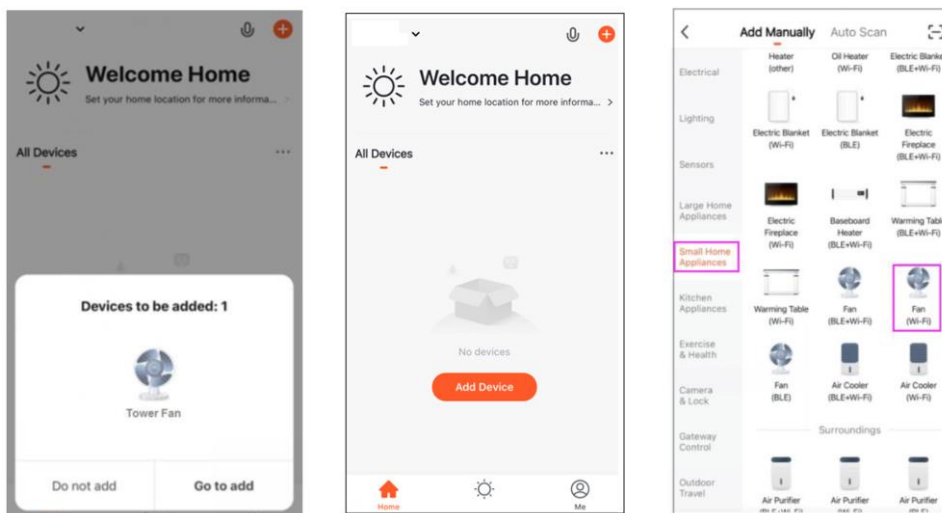 Welcome Home
Set your home location for more informa...
All Devices
Devices to be added: 1
Tower Fan
Do not add
Go to add
Welcome Home
Set your home location for more informa...
All Devices
No devices
Add Device
Home
Me
Add Manually
Auto Scan
Electrical
Lighting
Sensors
Large Home
Appliances
Small Home
Appliances
Kitchen
Appliances
Exercise
& Health
Camera
& Lock
Gateway
Control
Outdoor
Travel
Heater
(other)
Oil Heater
(Wi-Fi)
Electric Blanke
(BLE+Wi-Fi)
Electric Blanket
(Wi-Fi)
Electric Blanket
(BLE)
Electric
Fireplace
(BLE+Wi-Fi)
Electric
Fireplace
(Wi-Fi)
Baseboard
Heater
(BLE+Wi-Fi)
Warming Tabl
(BLE+Wi-Fi)
Warming Table
(Wi-Fi)
Fan
(BLE+Wi-Fi)
Fan
(Wi-Fi)
Fan
(BLE)
Air Cooler
(BLE+Wi-Fi)
Air Cooler
(Wi-Fi)
Surroundings
Air Purifier
Air Purifier
Air Purifier